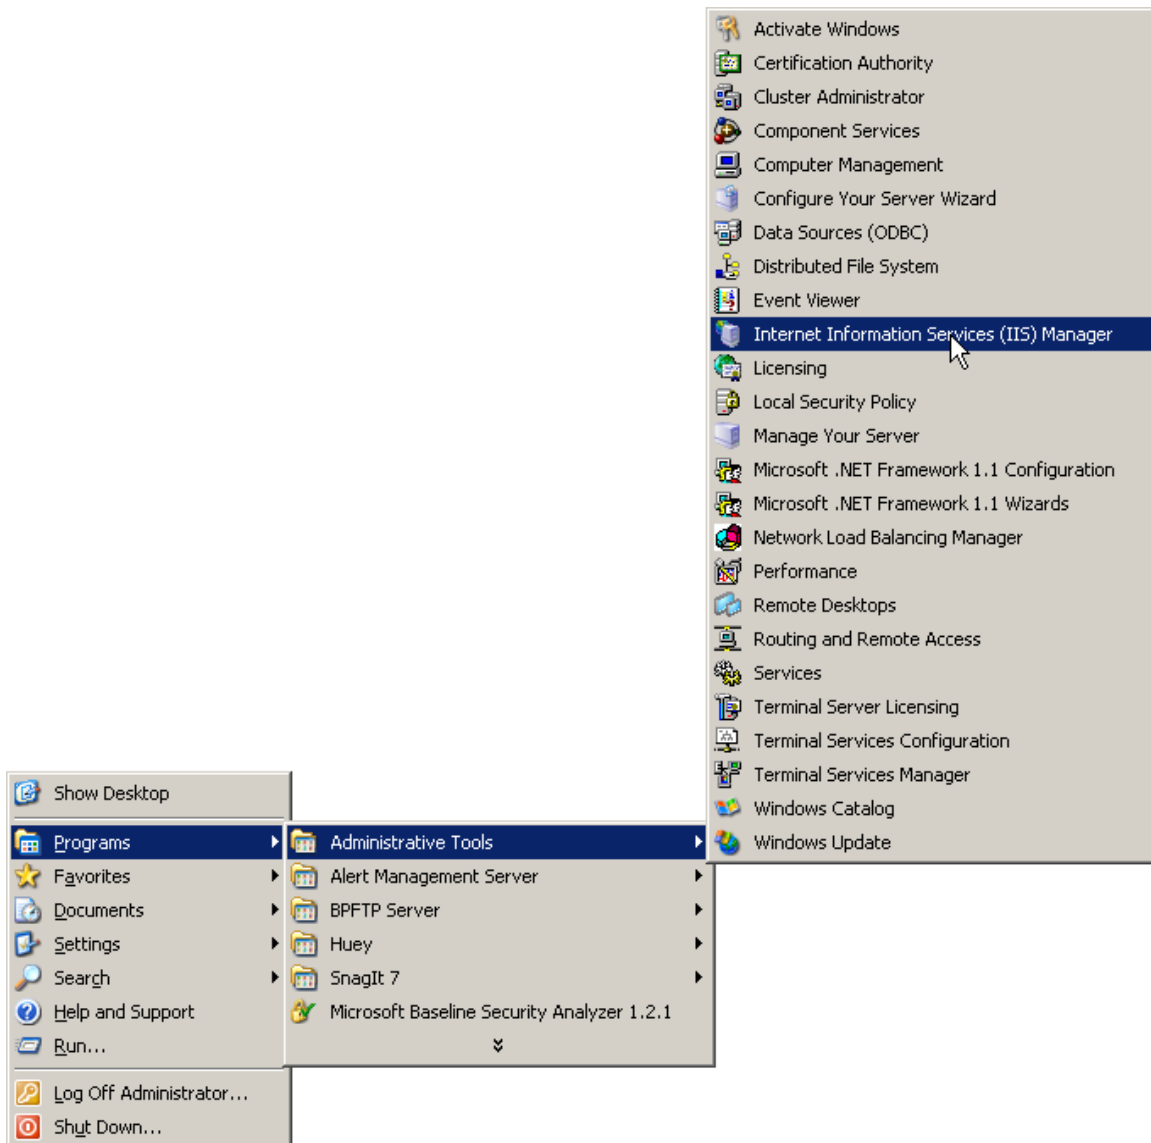 Activate Windows
Certification Authority
Cluster Administrator
Component Services
Computer Management
Configure Your Server Wizard
Data Sources (ODBC)
Distributed File System
Event Viewer
Internet Information Services (IIS) Manager
Licensing
Local Security Policy
Manage Your Server
Microsoft .NET Framework 1.1 Configuration
Microsoft .NET Framework 1.1 Wizards
Network Load Balancing Manager
Performance
Remote Desktops
Routing and Remote Access
Services
Terminal Server Licensing
Terminal Services Configuration
Terminal Services Manager
Windows Catalog
Windows Update
Show Desktop
Programs
Favorites
Documents
Settings
Search
Help and Support
Run...
Log Off Administrator...
Shut Down...
Administrative Tools
Alert Management Server
BPFTP Server
Huey
SnagIt 7
Microsoft Baseline Security Analyzer 1.2.1